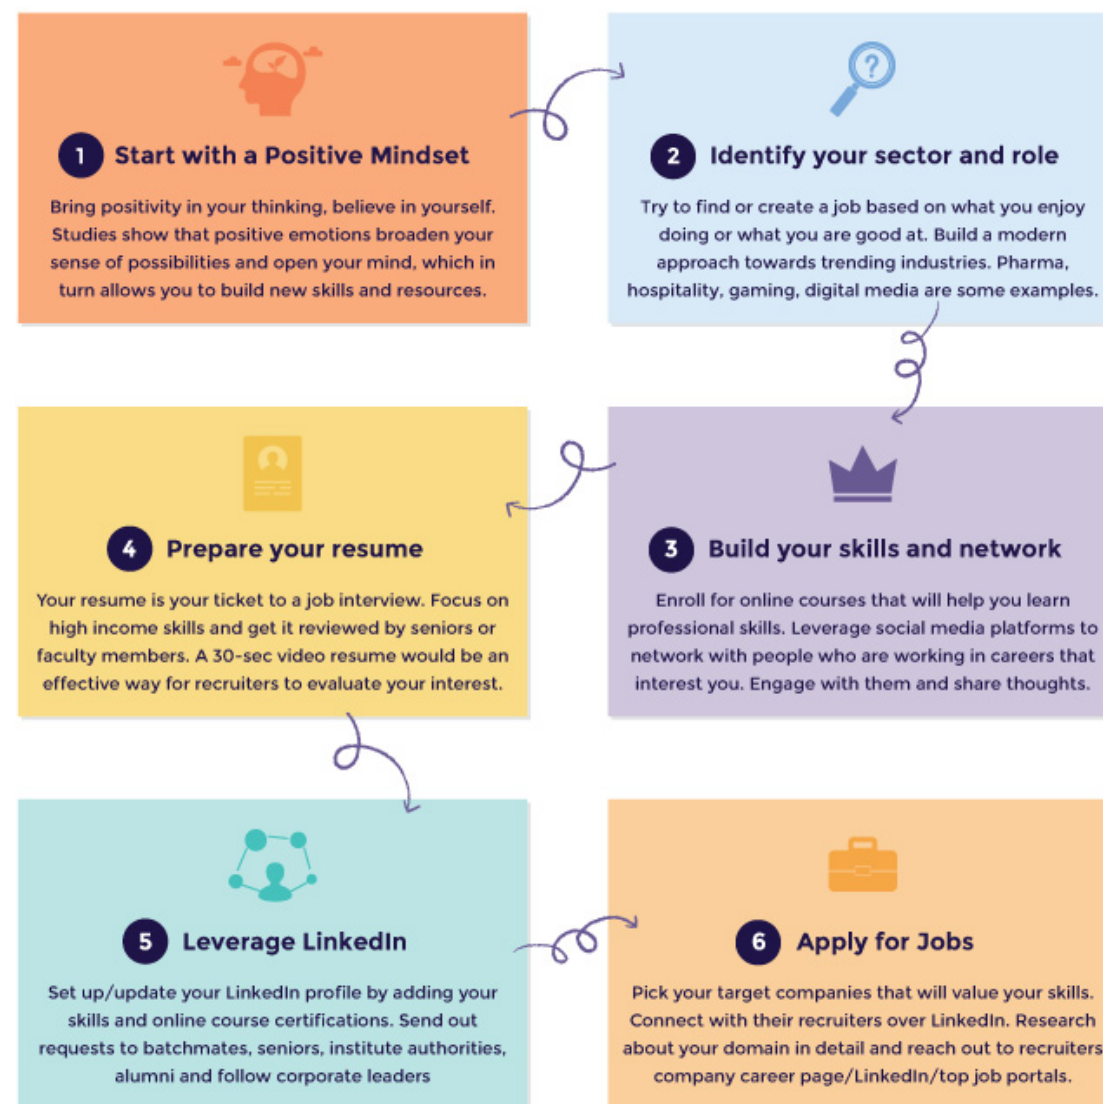 1 Start with a Positive Mindset
Bring positivity in your thinking, believe in yourself.
Studies show that positive emotions broaden your
sense of possibilities and open your mind, which in
turn allows you to build new skills and resources.
?
2 Identify your sector and role
Try to find or create a job based on what you enjoy
doing or what you are good at. Build a modern
approach towards trending industries. Pharma,
hospitality, gaming, digital media are some examples.
3 Build your skills and network
Enroll for online courses that will help you learn
professional skills. Leverage social media platforms to
network with people who are working in careers that
interest you. Engage with them and share thoughts.
4 Prepare your resume
Your resume is your ticket to a job interview. Focus on
high income skills and get it reviewed by seniors or
faculty members. A 30-sec video resume would be an
effective way for recruiters to evaluate your interest.
5 Leverage LinkedIn
Set up/update your LinkedIn profile by adding your
skills and online course certifications. Send out
requests to batchmates, seniors, institute authorities,
alumni and follow corporate leaders
6 Apply for Jobs
Pick your target companies that will value your skills.
Connect with their recruiters over LinkedIn. Research
about your domain in detail and reach out to recruiters
company career page/LinkedIn/top job portals.